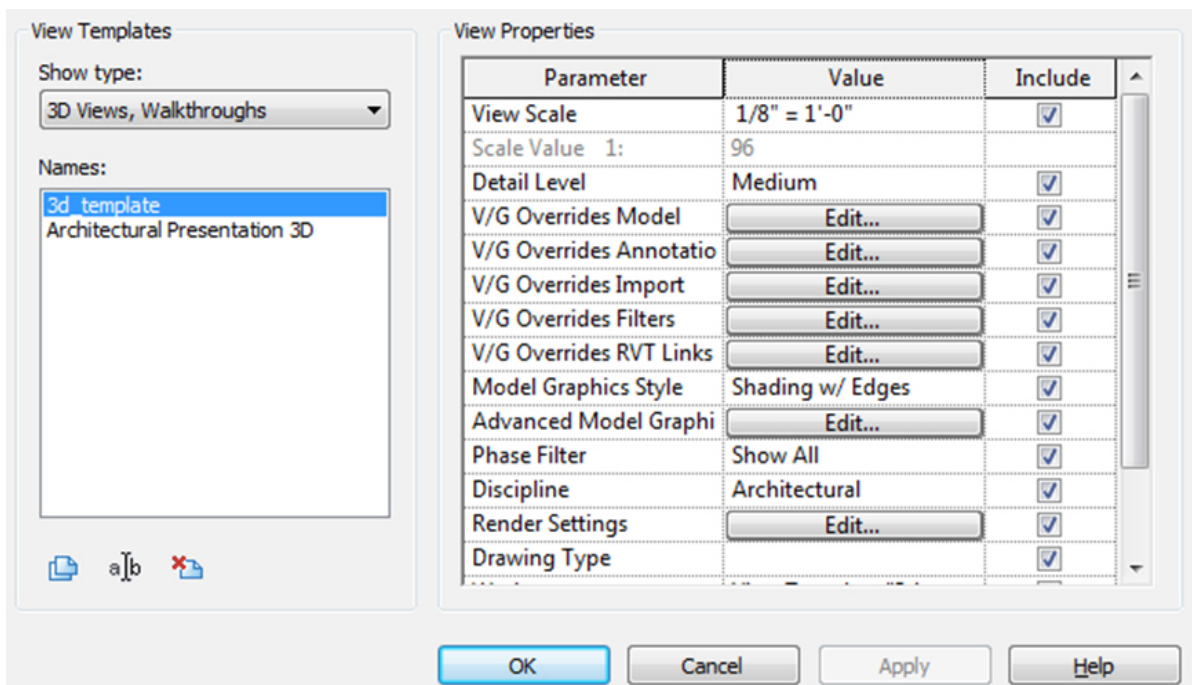 View Templates
Show type:
3D Views, Walkthroughs
Names:
3d_template
Architectural Presentation 3D
a b
View Properties
Parameter Value Include
View Scale 1/8" = 1'-0"
Scale Value 1: 96
Detail Level Medium
V/G Overrides Model Edit...
V/G Overrides Annotatio Edit...
V/G Overrides Import Edit...
V/G Overrides Filters Edit...
V/G Overrides RVT Links Edit...
Model Graphics Style Shading w/ Edges
Advanced Model Graphi Edit...
Phase Filter Show All
Discipline Architectural
Render Settings Edit...
Drawing Type
OK Cancel Apply Help